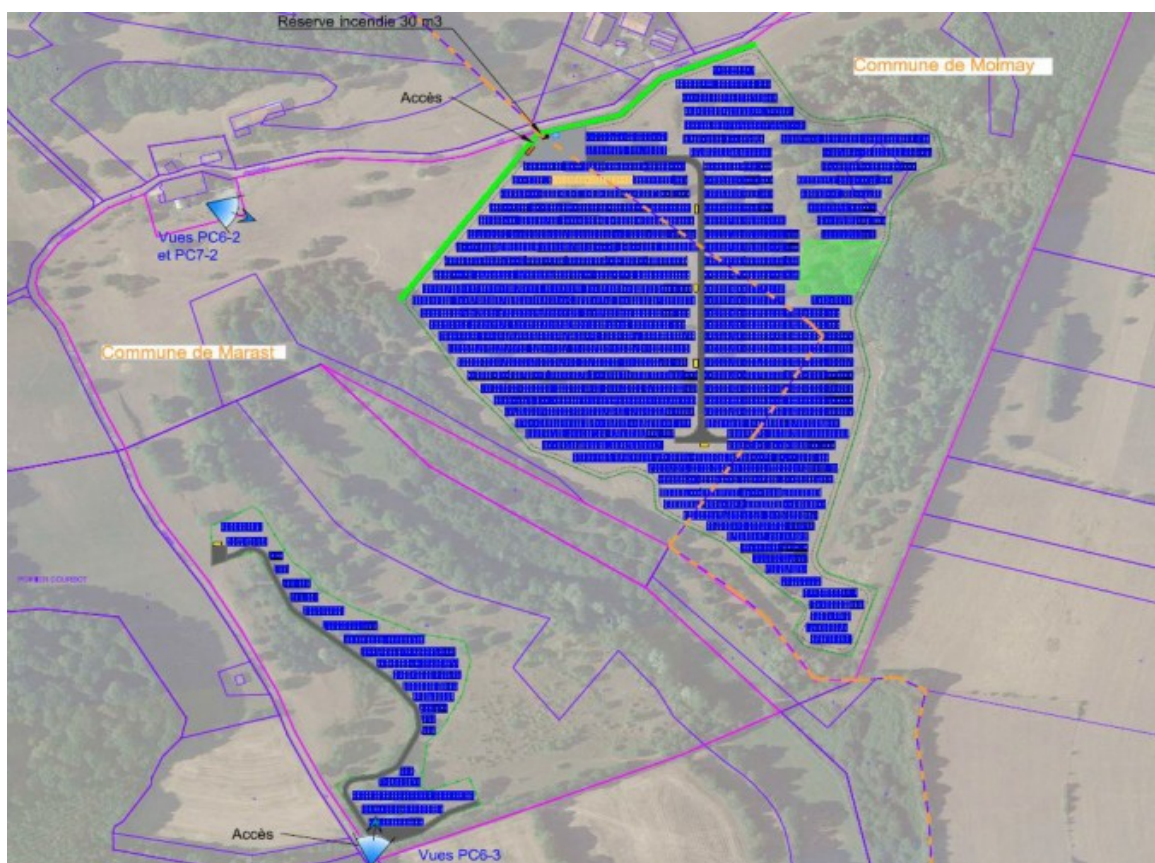 Réserve incendie 30 m3
Commune de Moimay
Accès
Vues PC6-2
et PC7-2
Commune de Marast
Accès
Vues PC6-3